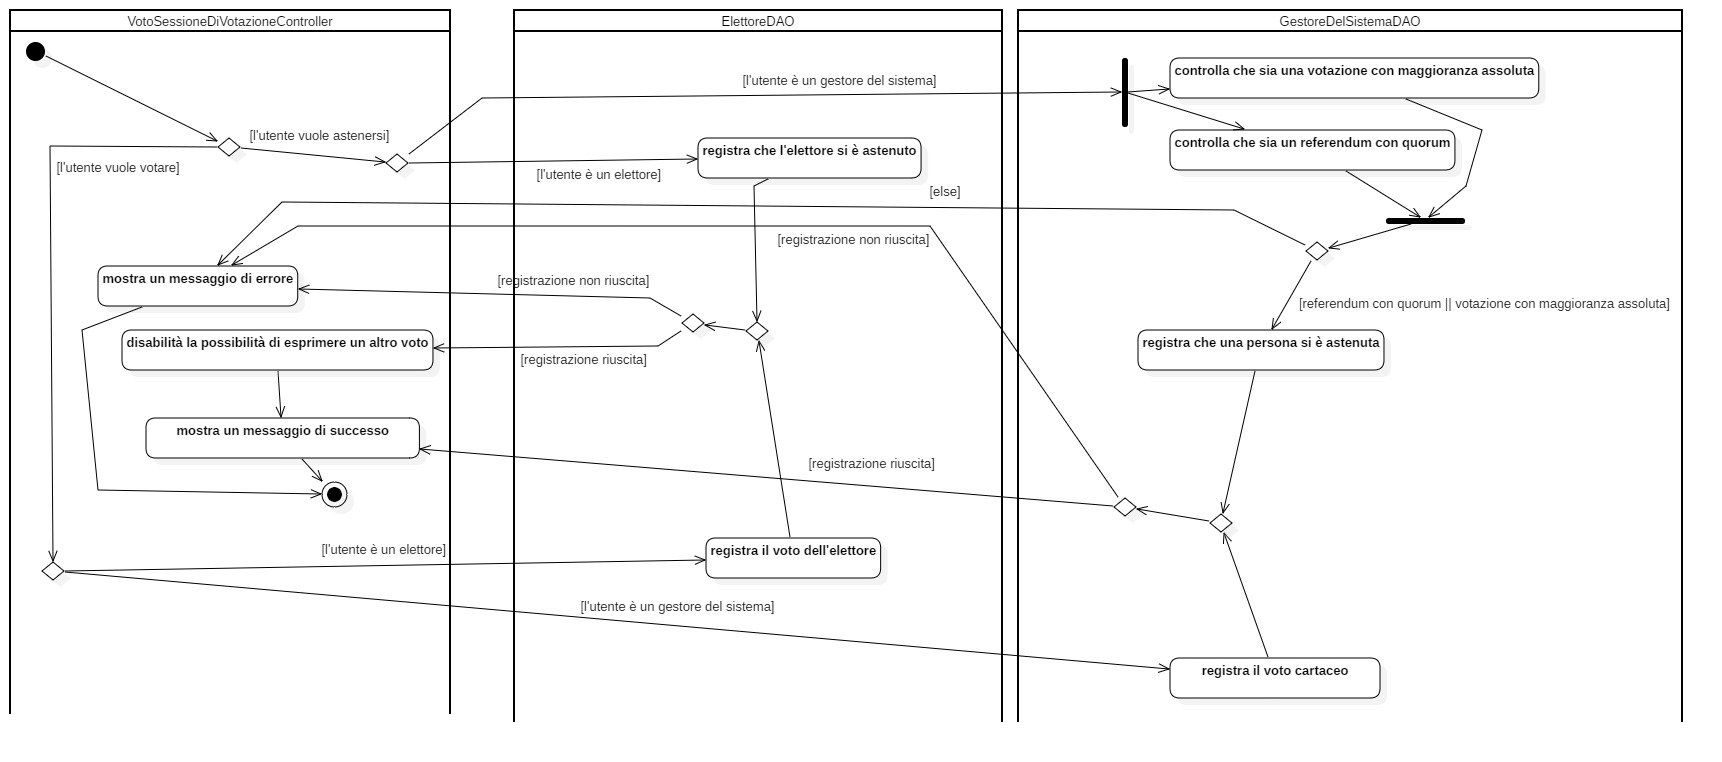 VotoSessioneDiVotazioneController
ElettoreDAO
GestoreDelSistemaDAO
[l'utente è un gestore del sistema]
controlla che sia una votazione con maggioranza assoluta
[l'utente vuole astenersi]
controlla che sia un referendum con quorum
registra che l'elettore si è astenuto
[l'utente vuole votare]
[l'utente è un elettore]
[else]
[registrazione non riuscita]
mostra un messaggio di errore
[registrazione non riuscita]
[referendum con quorum || votazione con maggioranza assoluta]
disabilità la possibilità di esprimere un altro voto
registra che una persona si è astenuta
[registrazione riuscita]
mostra un messaggio di successo
[registrazione riuscita]
[l'utente è un elettore]
registra il voto dell'elettore
[l'utente è un gestore del sistema]
registra il voto cartaceo